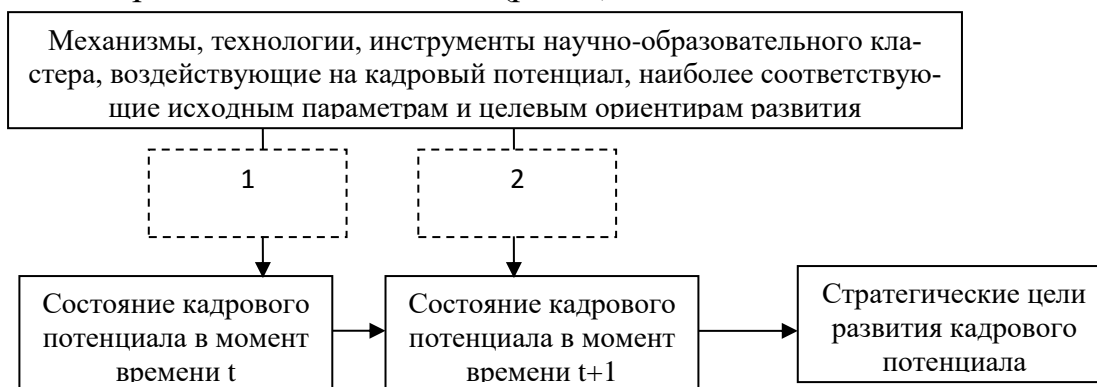 Механизмы, технологии, инструменты научно-образовательного кла-
стера, воздействующие на кадровый потенциал, наиболее соответствую-
щие исходным параметрам и целевым ориентирам развития
1
2
Состояние кадрового
потенциала в момент
времени t
Состояние кадрового
потенциала в момент
времени t+1
Стратегические цели
развития кадрового
потенциала